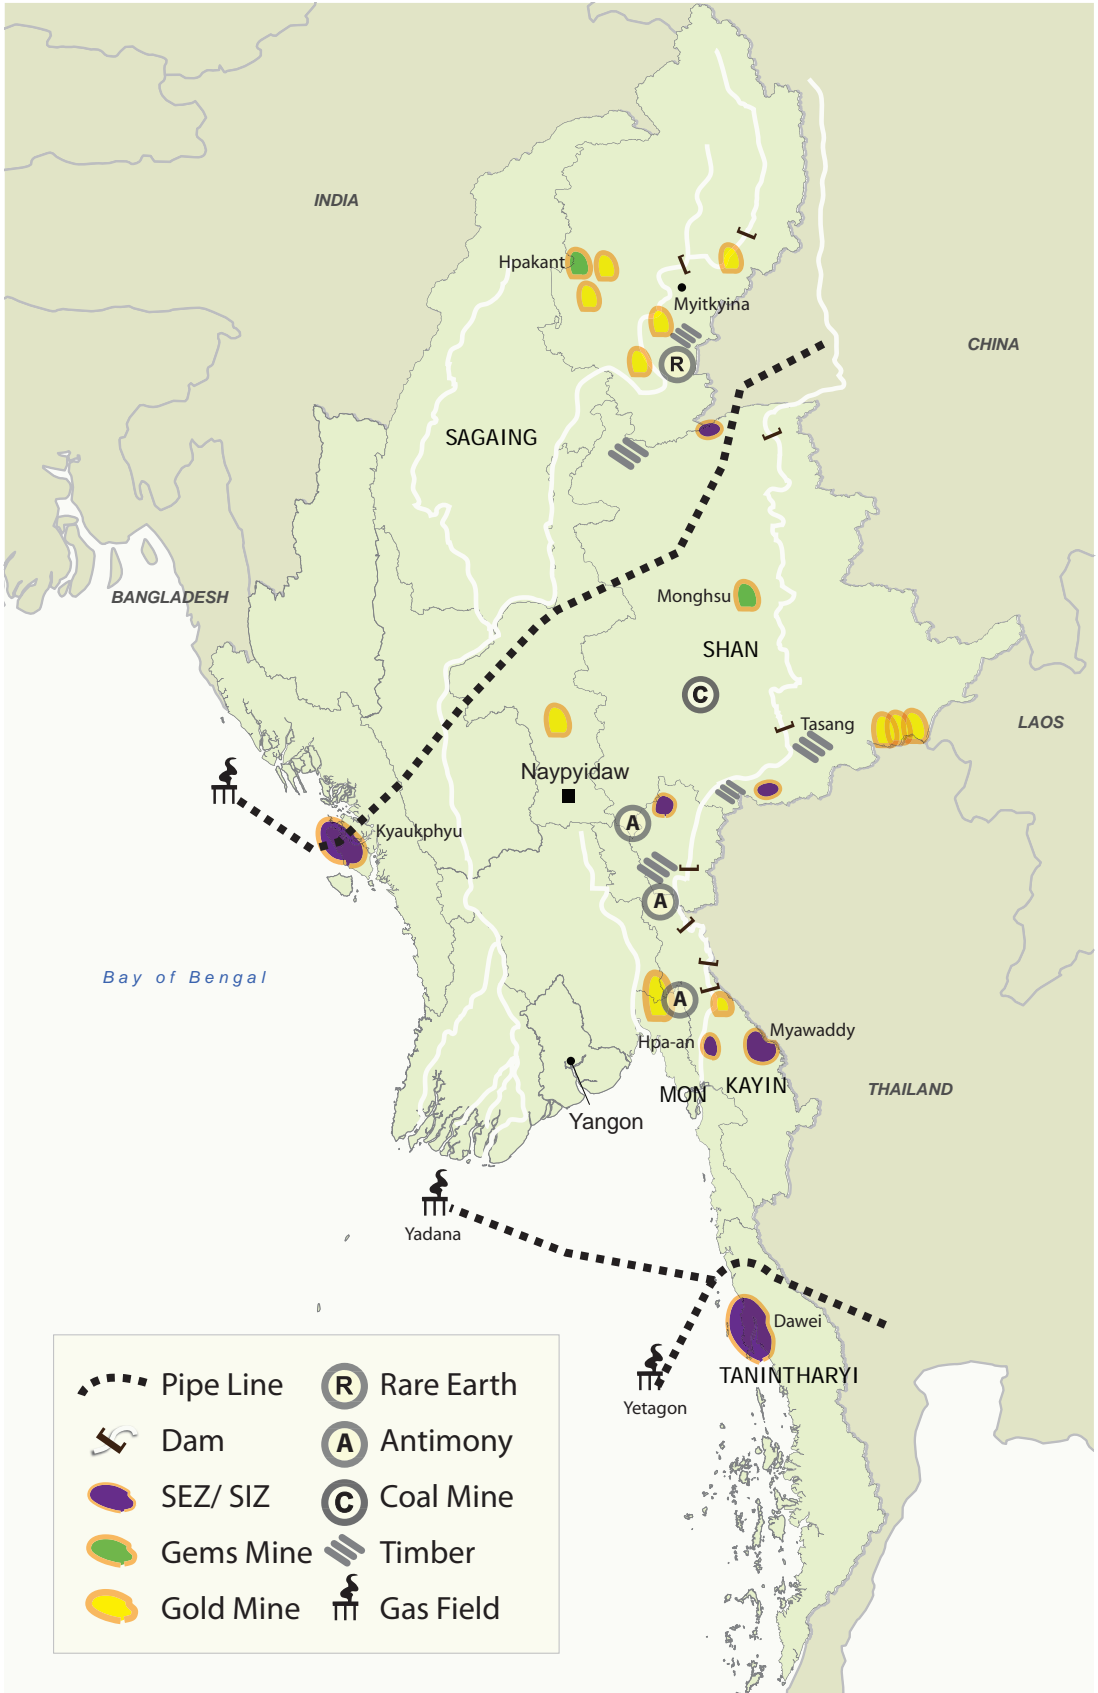 INDIA
Hpakant
Myitkyina
CHINA
R
SAGAING
BANGLADESH
Monghsu
SHAN
C
LAOS
Tasang
Naypyidaw
A
Kyaukphyu
A
Bay of Bengal
A
Myawaddy
Hpa-an
KAYIN
MON
THAILAND
Yangon
Yadana
Dawei
TANINTHARYI
Yetagon
Pipe Line
R Rare Earth
Dam
A Antimony
SEZ/ SIZ
C Coal Mine
Gems Mine
Timber
Gold Mine
Gas Field